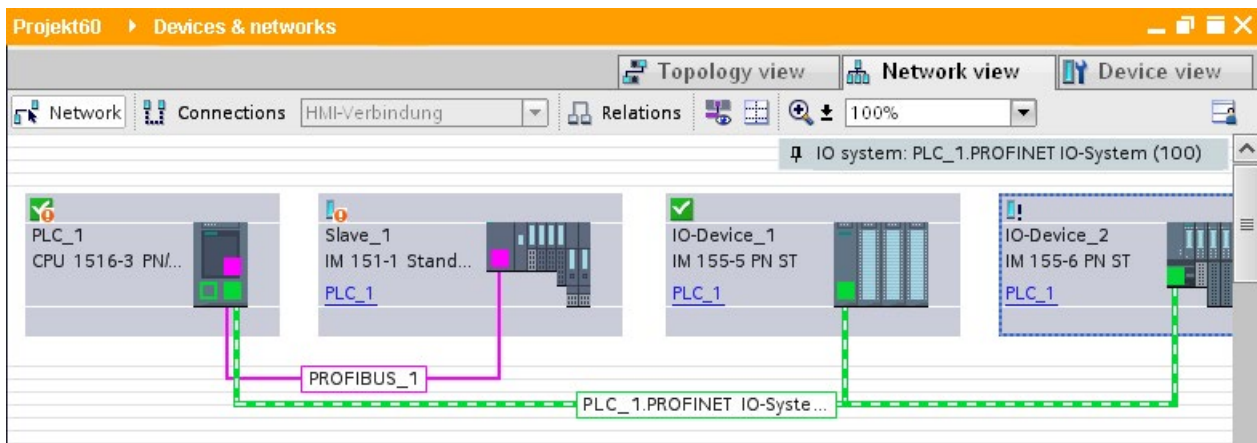 Projekt60 Devices & networks
Topology view Network view Device view
Network Connections HMI-Verbindung Relations 100%
IO system: PLC_1.PROFINET IO-System (100)
PLC_1
CPU 1516-3 PN/...
Slave_1
IM 151-1 Stand...
PLC_1
IO-Device_1
IM 155-5 PN ST
PLC_1
IO-Device_2
IM 155-6 PN ST
PLC_1
PROFIBUS_1
PLC_1.PROFINET IO-Syste...